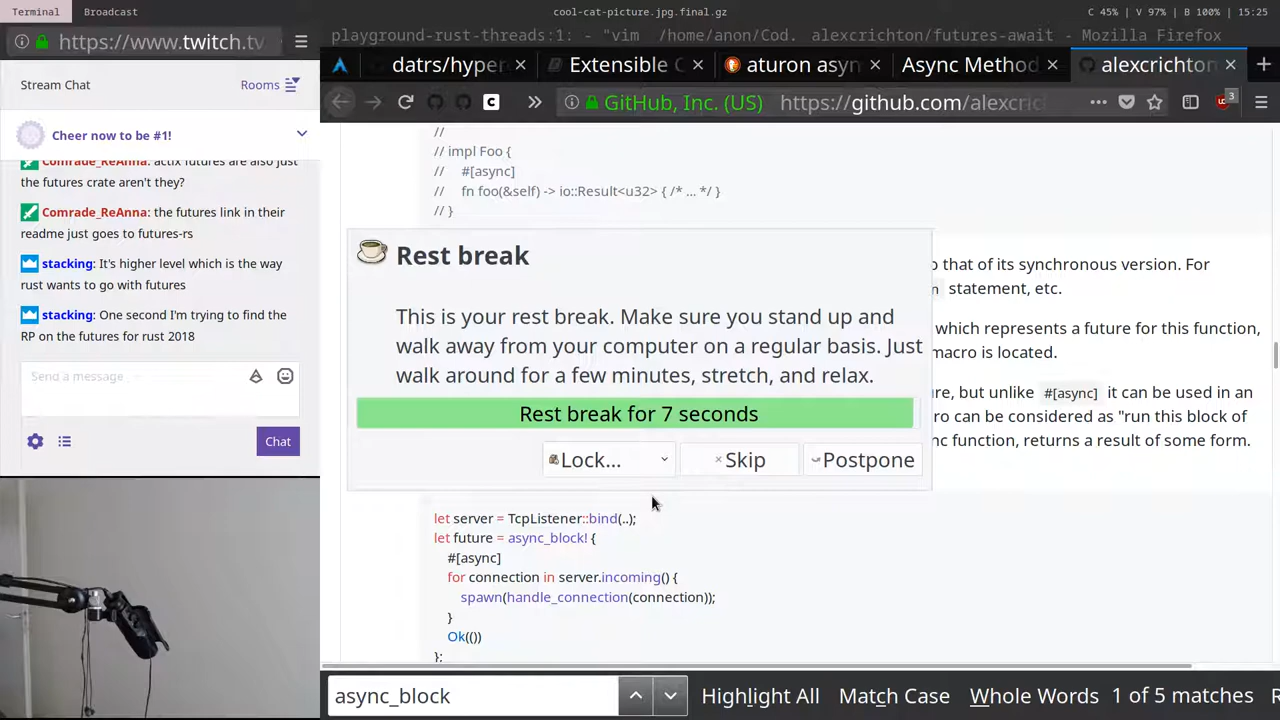 Terminal
Broadcast
cool-cat-picture.jpg.final.gz
C 45% | V 97% | B 100% | 15:25
https://www.twitch.tv
playground-rust-threads:1: - "vim /home/anon/Cod. alexcrichton/futures-await - Mozilla Firefox
datrs/hyper
Extensible C
aturon asyn
Async Method
alexcrichton
GitHub, Inc. (US)
https://github.com/alexcric
3
Stream Chat
Rooms
Cheer now to be #1!
Comrade_ReAnna: actix futures are also just
the futures crate aren't they?
Comrade_ReAnna: the futures link in their
readme just goes to futures-rs
stacking: It's higher level which is the way
rust wants to go with futures
stacking: One second I'm trying to find the
RP on the futures for rust 2018
Send a message
Chat
//
// impl Foo {
// #[async]
// fn foo(&self) -> io::Result<u32> { /* ... */ }
// }
o that of its synchronous version. For
statement, etc.
which represents a future for this function,
macro is located.
re, but unlike #[async] it can be used in an
ro can be considered as "run this block of
nc function, returns a result of some form.
Rest break
This is your rest break. Make sure you stand up and
walk away from your computer on a regular basis. Just
walk around for a few minutes, stretch, and relax.
Rest break for 7 seconds
Lock...
Skip
Postpone
let server = TcpListener::bind(..);
let future = async_block! {
#[async]
for connection in server.incoming() {
spawn(handle_connection(connection));
}
Ok(())
};
async_block
Highlight All
Match Case
Whole Words
1 of 5 matches
R